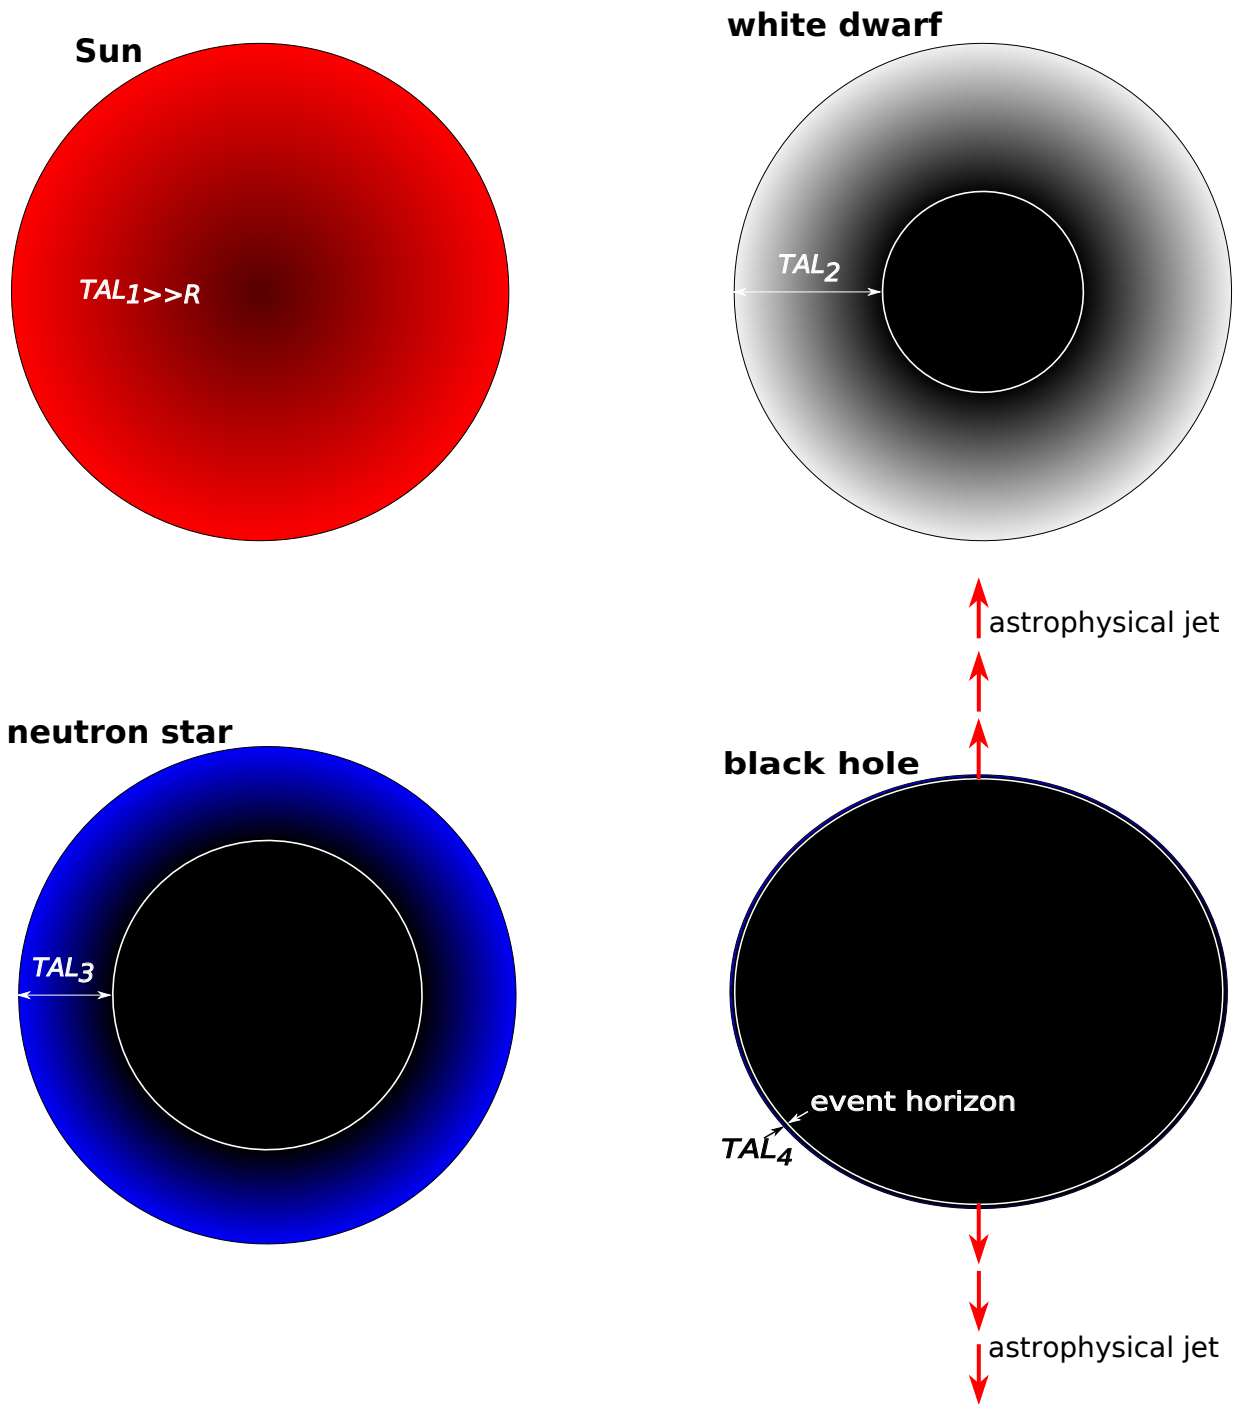 Sun
white dwarf
TAL1>>R
TAL2
astrophysical jet
neutron star
black hole
TAL3
event horizon
TAL4
astrophysical jet